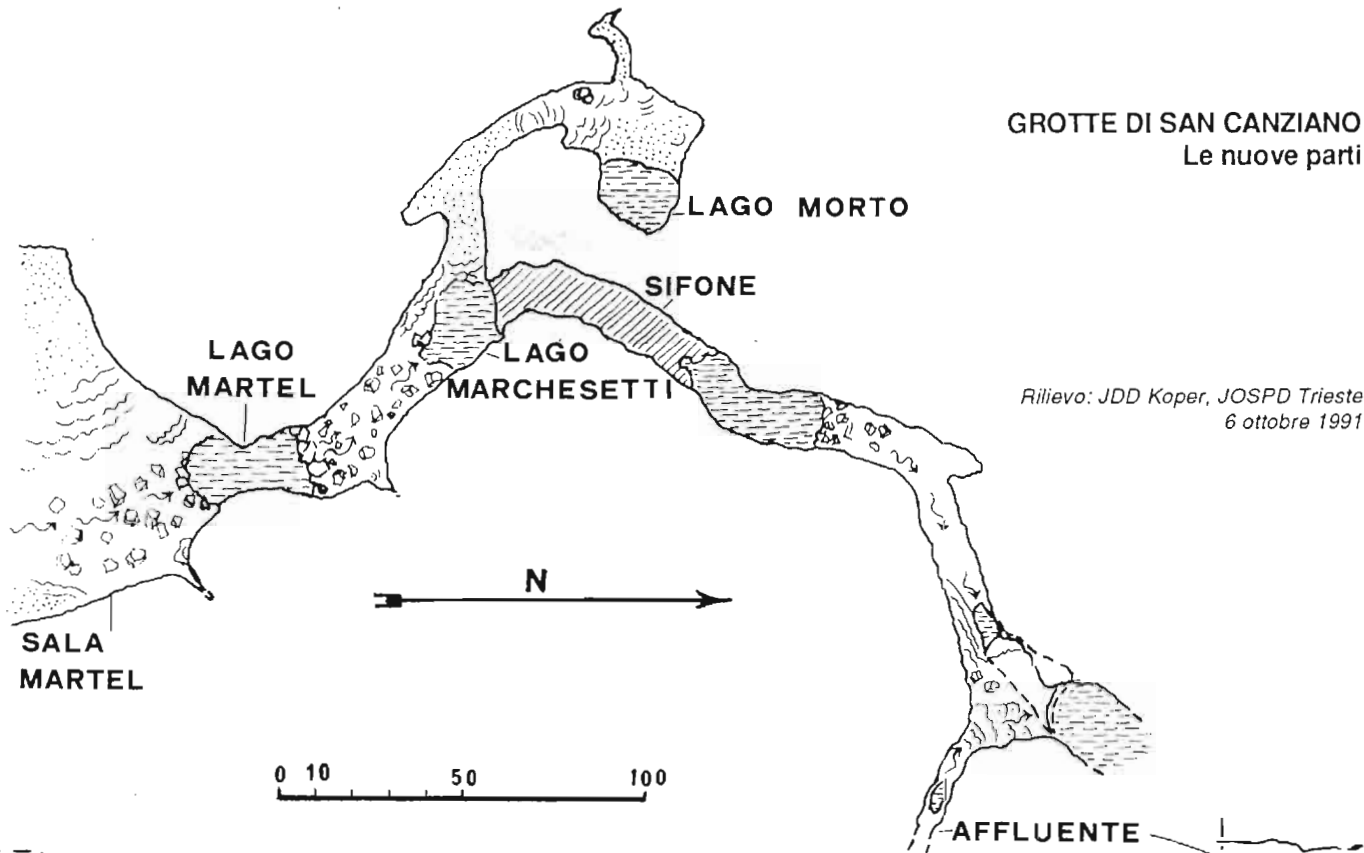 GROTTE DI SAN CANZIANO
Le nuove parti
LAGO MORTO
SIFONE
LAGO
MARTEL
LAGO
MARCHESETTI
Rilievo: JDD Koper, JOSPD Trieste
6 ottobre 1991
N
SALA
MARTEL
0 10 50 100
AFFLUENTE